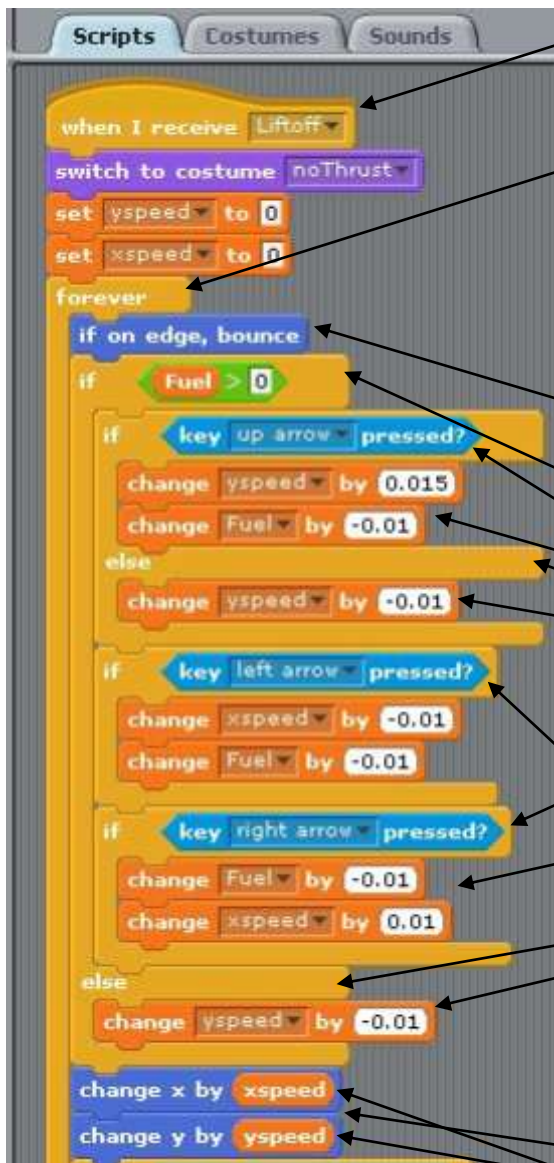 Scripts Costumes Sounds
when I receive Liftoff
switch to costume noThrust
set yspeed to 0
set xspeed to 0
forever
if on edge, bounce
if Fuel > 0
if key up arrow pressed?
change yspeed by 0.015
change Fuel by -0.01
else
change yspeed by -0.01
if key left arrow pressed?
change xspeed by -0.01
change Fuel by -0.01
if key right arrow pressed?
change Fuel by -0.01
change xspeed by 0.01
else
change yspeed by -0.01
change x by xspeed
change y by yspeed